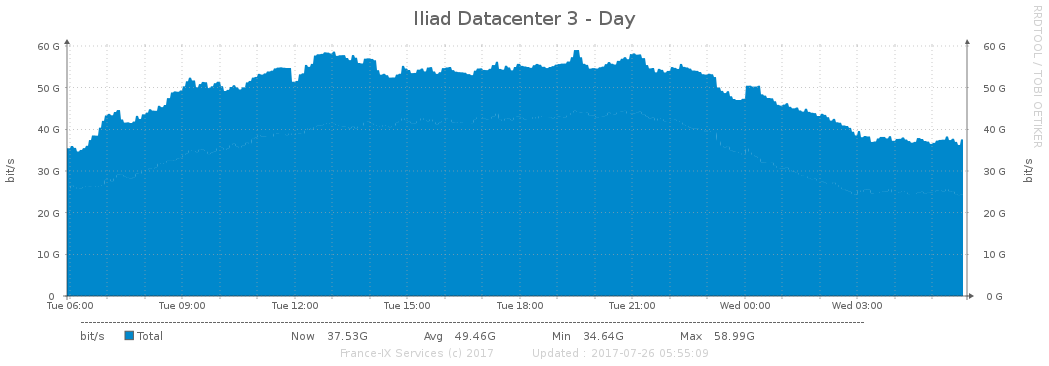 Iliad Datacenter 3 - Day
RRDTOOL / TOBI OETIKER
bit/s
60 G 60 G
50 G 50 G
40 G 40 G
30 G 30 G
20 G 20 G
10 G 10 G
0 0 G
bit/s
Tue 06:00 Tue 09:00 Tue 12:00 Tue 15:00 Tue 18:00 Tue 21:00 Wed 00:00 Wed 03:00
bit/s Total Now 37.53G Avg 49.46G Min 34.64G Max 58.99G
France-IX Services (c) 2017 Updated : 2017-07-26 05:55:09